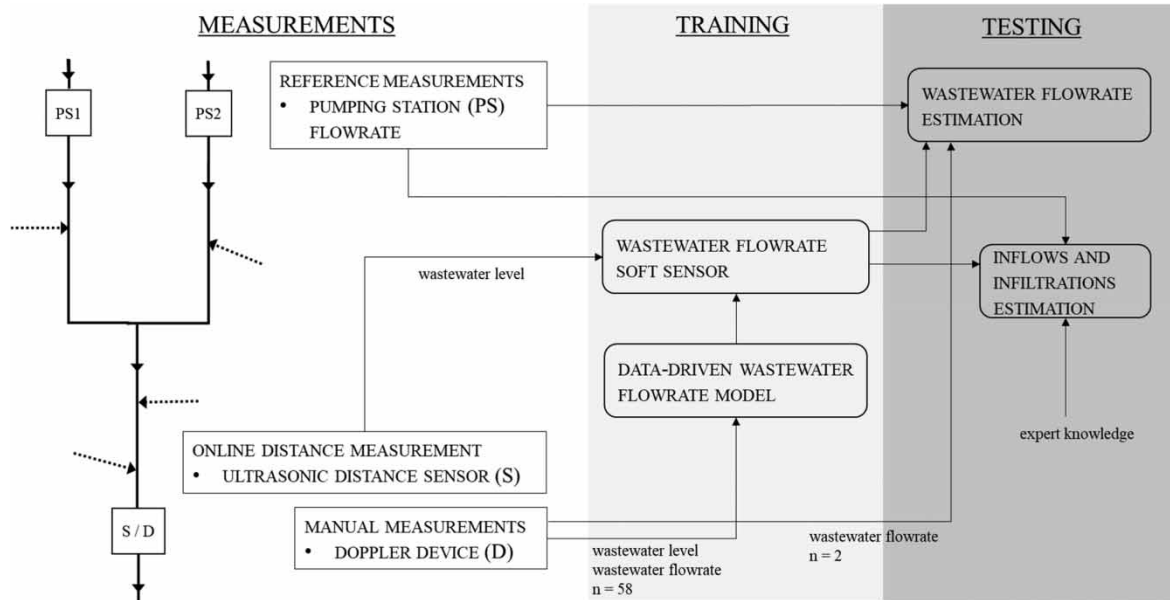 MEASUREMENTS
TRAINING
TESTING
PS1
PS2
REFERENCE MEASUREMENTS
• PUMPING STATION (PS)
FLOWRATE
WASTEWATER FLOWRATE
ESTIMATION
wastewater level
WASTEWATER FLOWRATE
SOFT SENSOR
INFLOWS AND
INFILTRATIONS
ESTIMATION
DATA-DRIVEN WASTEWATER
FLOWRATE MODEL
expert knowledge
ONLINE DISTANCE MEASUREMENT
• ULTRASONIC DISTANCE SENSOR (S)
S / D
MANUAL MEASUREMENTS
• DOPPLER DEVICE (D)
wastewater level
wastewater flowrate
n = 58
wastewater flowrate
n = 2